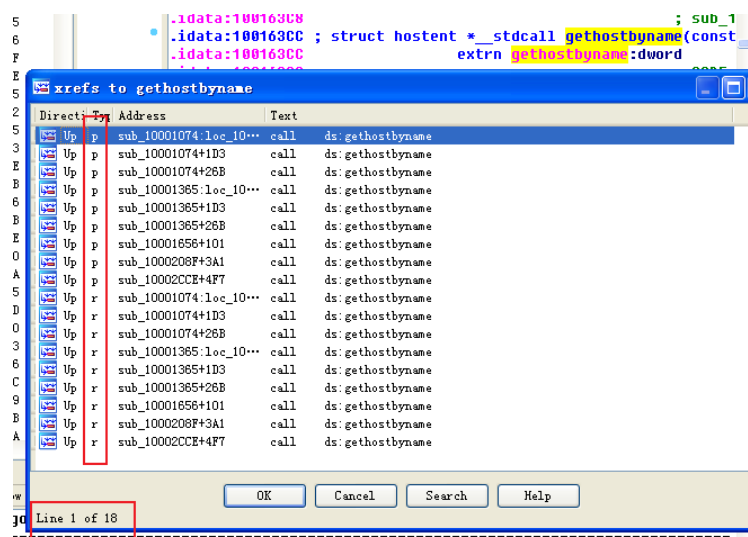 .idata:100163C8 ; sub_1
.idata:100163CC ; struct hostent *__stdcall gethostbyname(const
.idata:100163CC extrn gethostbyname:dword
xrefs to gethostbyname
Directi Typ Address Text
Up p sub_10001074:loc_10... call ds:gethostbyname
Up p sub_10001074+1D3 call ds:gethostbyname
Up p sub_10001074+26B call ds:gethostbyname
Up p sub_10001365:loc_10... call ds:gethostbyname
Up p sub_10001365+1D3 call ds:gethostbyname
Up p sub_10001365+26B call ds:gethostbyname
Up p sub_10001656+101 call ds:gethostbyname
Up p sub_1000208F+3A1 call ds:gethostbyname
Up p sub_10002CCE+4F7 call ds:gethostbyname
Up r sub_10001074:loc_10... call ds:gethostbyname
Up r sub_10001074+1D3 call ds:gethostbyname
Up r sub_10001074+26B call ds:gethostbyname
Up r sub_10001365:loc_10... call ds:gethostbyname
Up r sub_10001365+1D3 call ds:gethostbyname
Up r sub_10001365+26B call ds:gethostbyname
Up r sub_10001656+101 call ds:gethostbyname
Up r sub_1000208F+3A1 call ds:gethostbyname
Up r sub_10002CCE+4F7 call ds:gethostbyname
OK Cancel Search Help
Line 1 of 18